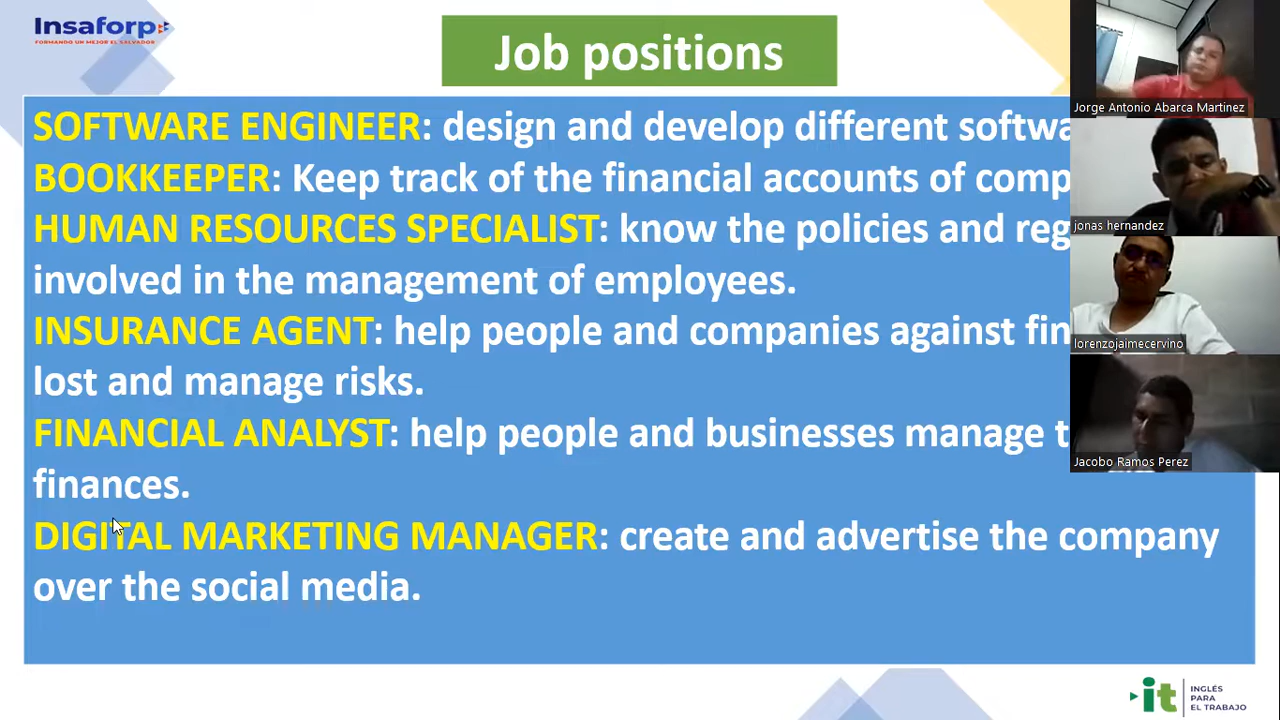 Insaforp
FORMANDO UN MEJOR EL SALVADOR
Job positions
SOFTWARE ENGINEER: design and develop different softwa
BOOKKEEPER: Keep track of the financial accounts of comp
HUMAN RESOURCES SPECIALIST: know the policies and reg
involved in the management of employees.
INSURANCE AGENT: help people and companies against fin
lost and manage risks.
FINANCIAL ANALYST: help people and businesses manage t
finances.
DIGITAL MARKETING MANAGER: create and advertise the company
over the social media.
Jorge Antonio Abarca Martinez
jonas hernandez
lorenzojaimecervino
Jacobo Ramos Perez
it
INGLÉS
PARA
EL TRABAJO